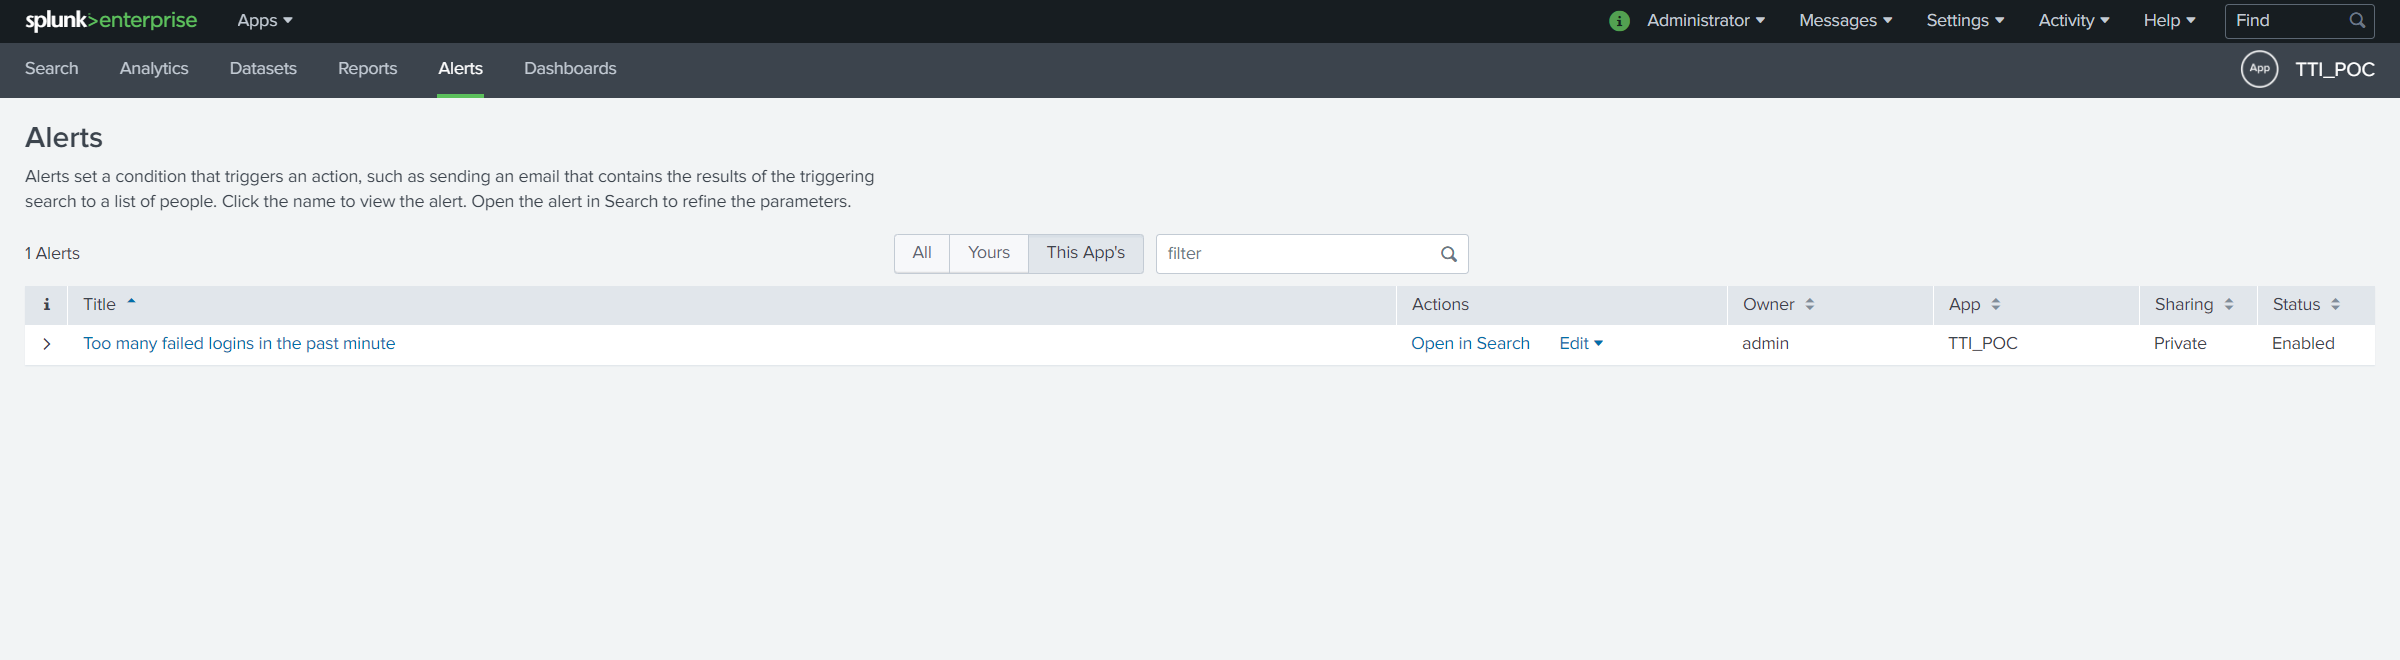 splunk>enterprise Apps Administrator Messages Settings Activity Help Find
Search Analytics Datasets Reports Alerts Dashboards App TTI_POC
Alerts
Alerts set a condition that triggers an action, such as sending an email that contains the results of the triggering
search to a list of people. Click the name to view the alert. Open the alert in Search to refine the parameters.
1 Alerts All Yours This App's filter
i Title Actions Owner App Sharing Status
Too many failed logins in the past minute Open in Search Edit admin TTI_POC Private Enabled